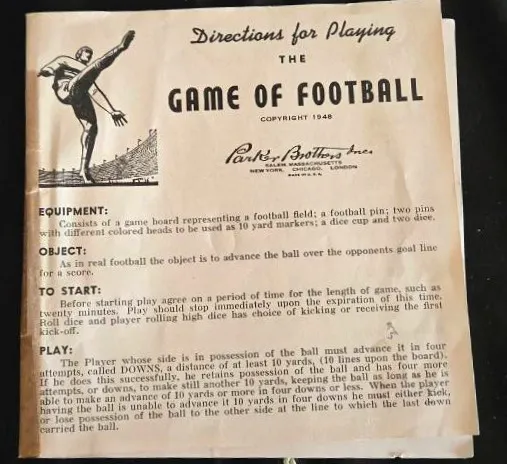 Directions for Playing
THE
GAME OF FOOTBALL
COPYRIGHT 1948
Parker Brothers Inc.
SALEM, MASSACHUSETTS
NEW YORK, CHICAGO, LONDON
MADE IN U.S.A.
EQUIPMENT:
Consists of a game board representing a football field; a football pin; two pins
with different colored heads to be used as 10 yard markers; a dice cup and two dice.
OBJECT:
As in real football the object is to advance the ball over the opponents goal line
for a score.
TO START:
Before starting play agree on a period of time for the length of game, such as
twenty minutes. Play should stop immediately upon the expiration of this time.
Roll dice and player rolling high dice has choice of kicking or receiving the first
kick-off.
PLAY:
The Player whose side is in possession of the ball must advance it in four
attempts, called DOWNS, a distance of at least 10 yards, (10 lines upon the board).
If he does this successfully, he retains possession of the ball and has four more
attempts, or downs, to make still another 10 yards, keeping the ball as long as he is
able to make an advance of 10 yards or more in four downs or less. When the player
having the ball is unable to advance it 10 yards in four downs he must either kick,
or lose possession of the ball to the other side at the line to which the last down
carried the ball.